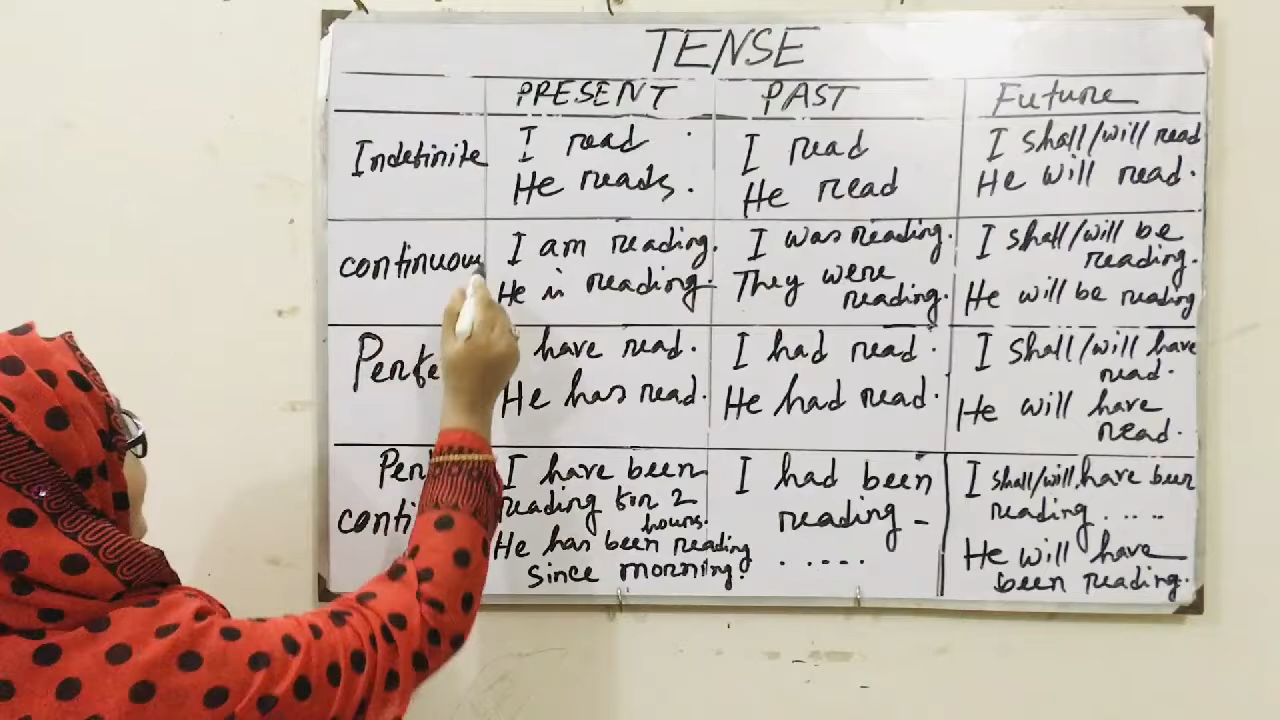 TENSE
PRESENT PAST Future
Indefinite
I read
He reads.
I read
He read
I shall/will read
He will read.
continuous
I am reading.
He is reading.
I was reading.
They were
reading.
I shall/will be
reading.
He will be reading
have read.
He has read.
I had read.
He had read.
I shall/will have
read.
He will have
read.
I have been
reading for 2
hours.
He has been reading
since morning.
I had been
reading -
.....
I shall/will have been
reading ....
He will have
been reading.